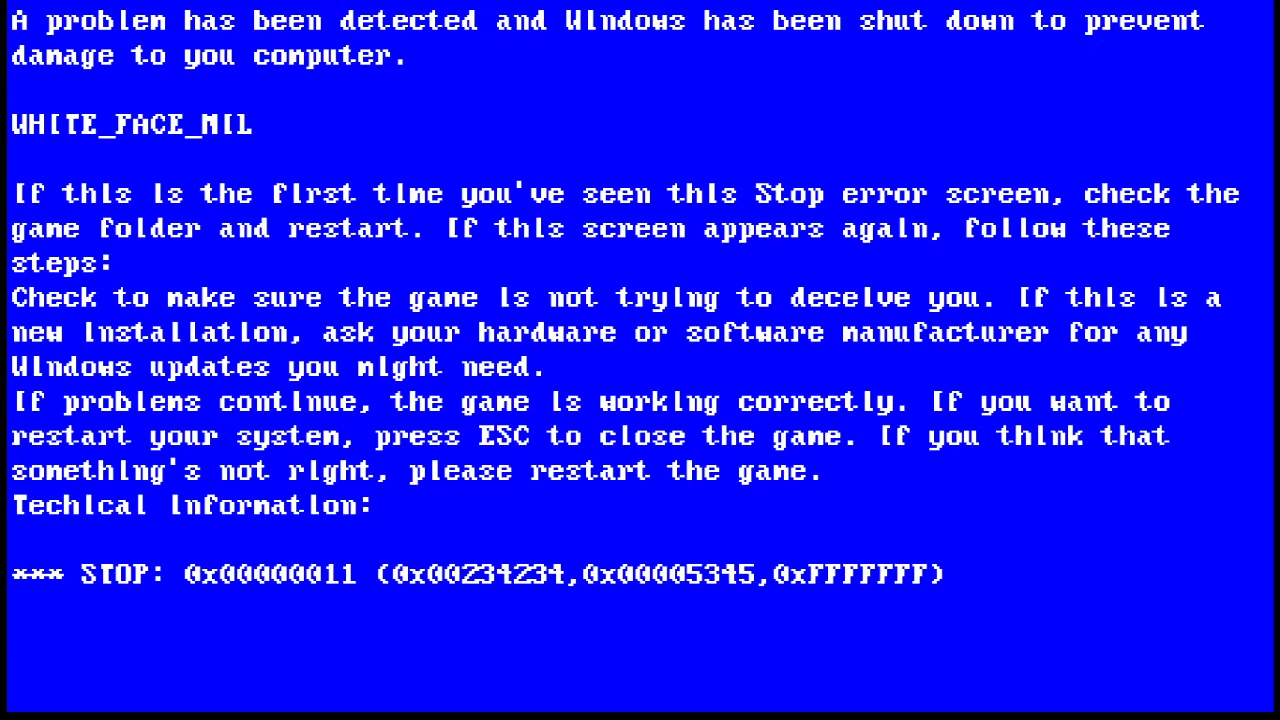 A problem has been detected and Windows has been shut down to prevent
damage to you computer.
WHITE_FACE_MIL
If this is the first time you've seen this Stop error screen, check the
game folder and restart. If this screen appears again, follow these
steps:
Check to make sure the game is not trying to deceive you. If this is a
new installation, ask your hardware or software manufacturer for any
Windows updates you might need.
If problems continue, the game is working correctly. If you want to
restart your system, press ESC to close the game. If you think that
something's not right, please restart the game.
Techical information:
*** STOP: 0x00000011 (0x00234234,0x00005345,0xFFFFFFF)